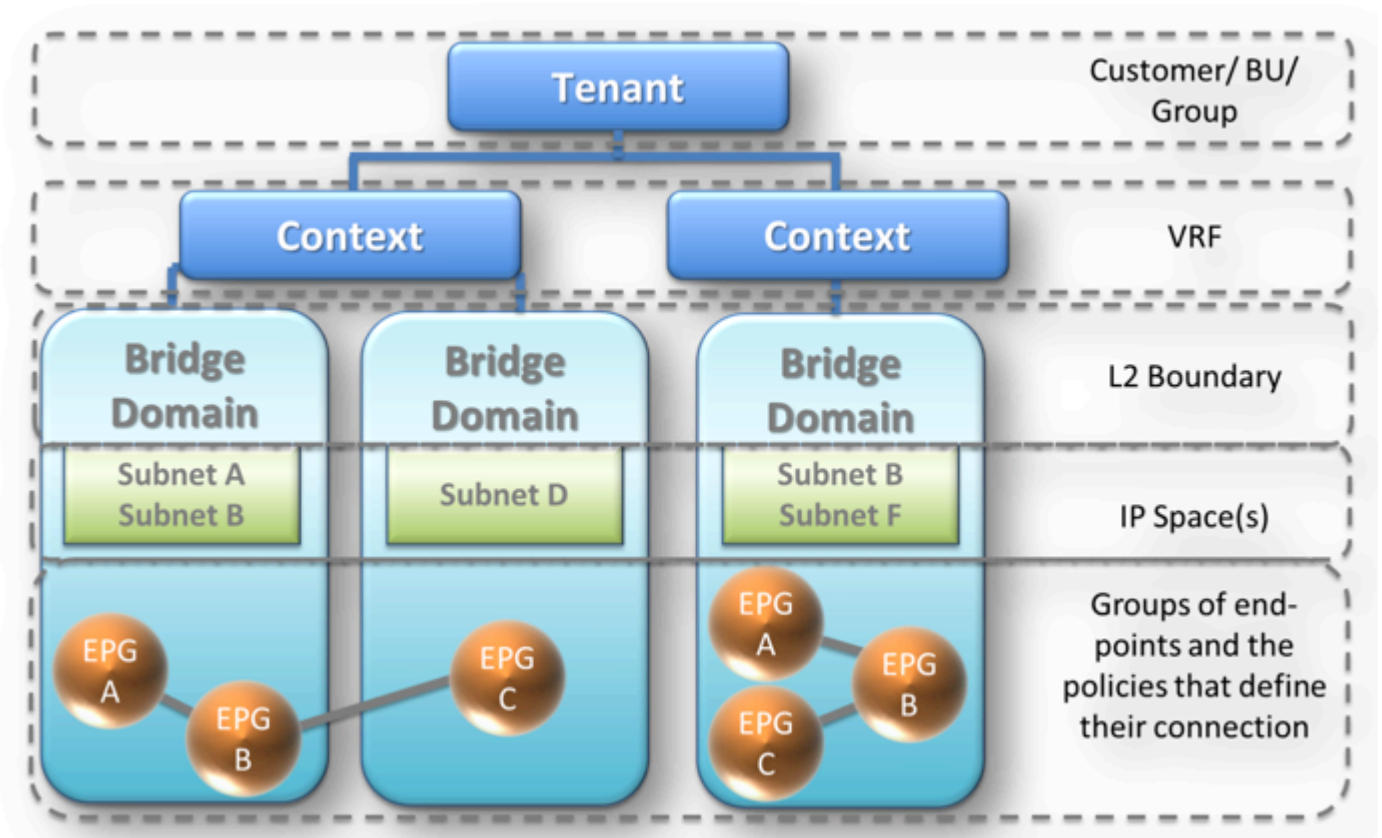 Tenant
Customer/ BU/
Group
Context
Context
VRF
Bridge
Domain
Bridge
Domain
Bridge
Domain
L2 Boundary
Subnet A
Subnet B
Subnet D
Subnet B
Subnet F
IP Space(s)
EPG
A
EPG
B
EPG
C
EPG
A
EPG
B
EPG
C
Groups of end-
points and the
policies that define
their connection